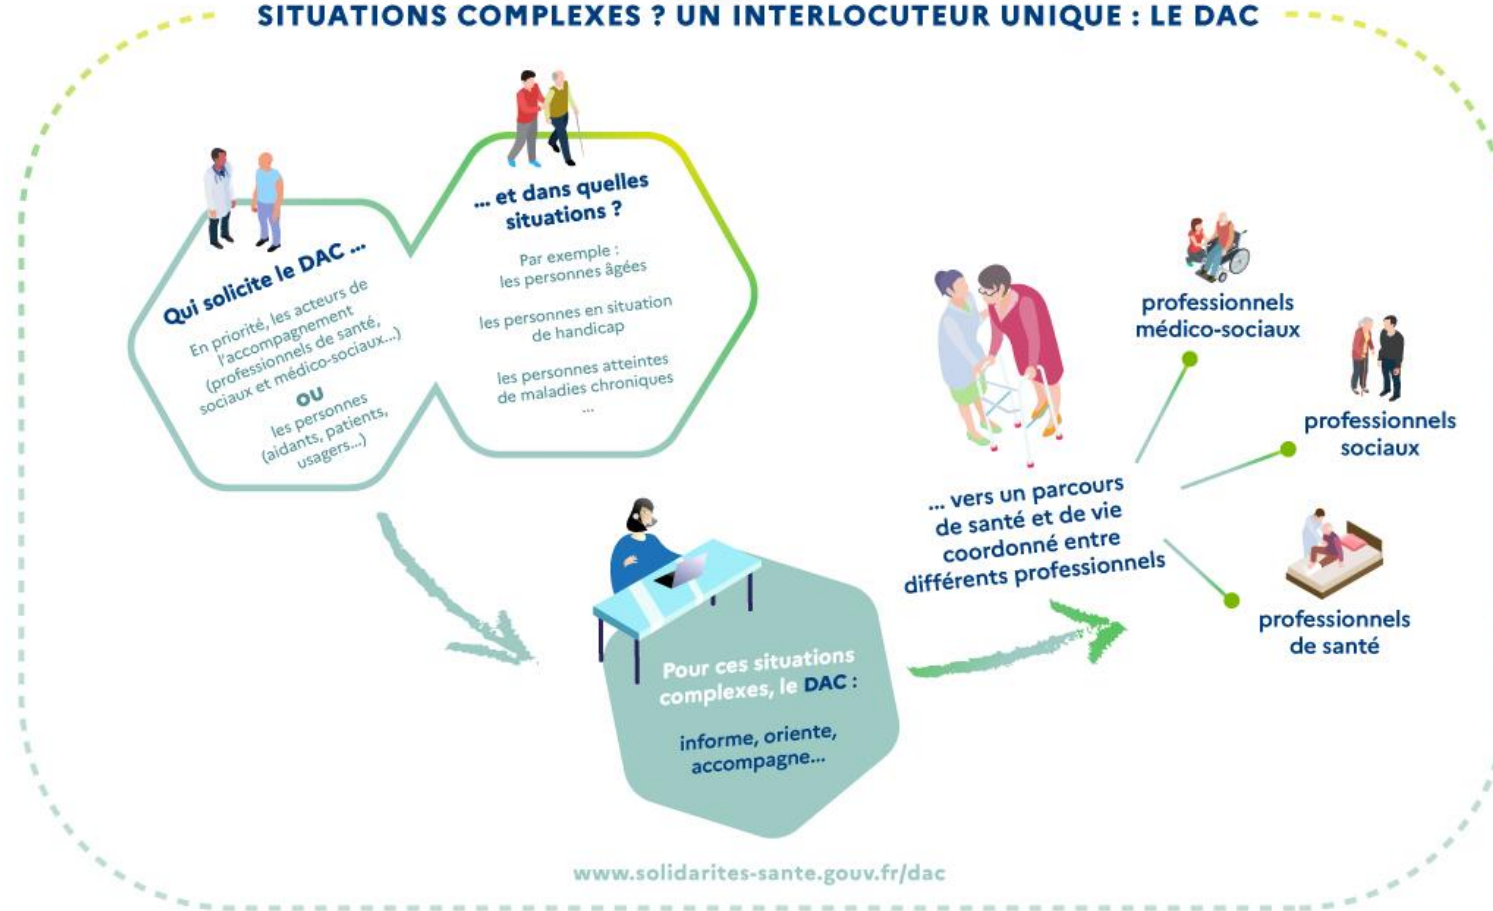 SITUATIONS COMPLEXES ? UN INTERLOCUTEUR UNIQUE : LE DAC
Qui solicite le DAC ...
En priorité, les acteurs de
l'accompagnement
(professionnels de santé,
sociaux et médico-sociaux...)
OU
les personnes
(aidants, patients,
usagers...)
... et dans quelles
situations ?
Par exemple :
les personnes âgées
les personnes en situation
de handicap
les personnes atteintes
de maladies chroniques
...
Pour ces situations
complexes, le DAC :
informe, oriente,
accompagne...
... vers un parcours
de santé et de vie
coordonné entre
différents professionnels
professionnels
médico-sociaux
professionnels
sociaux
professionnels
de santé
www.solidarites-sante.gouv.fr/dac